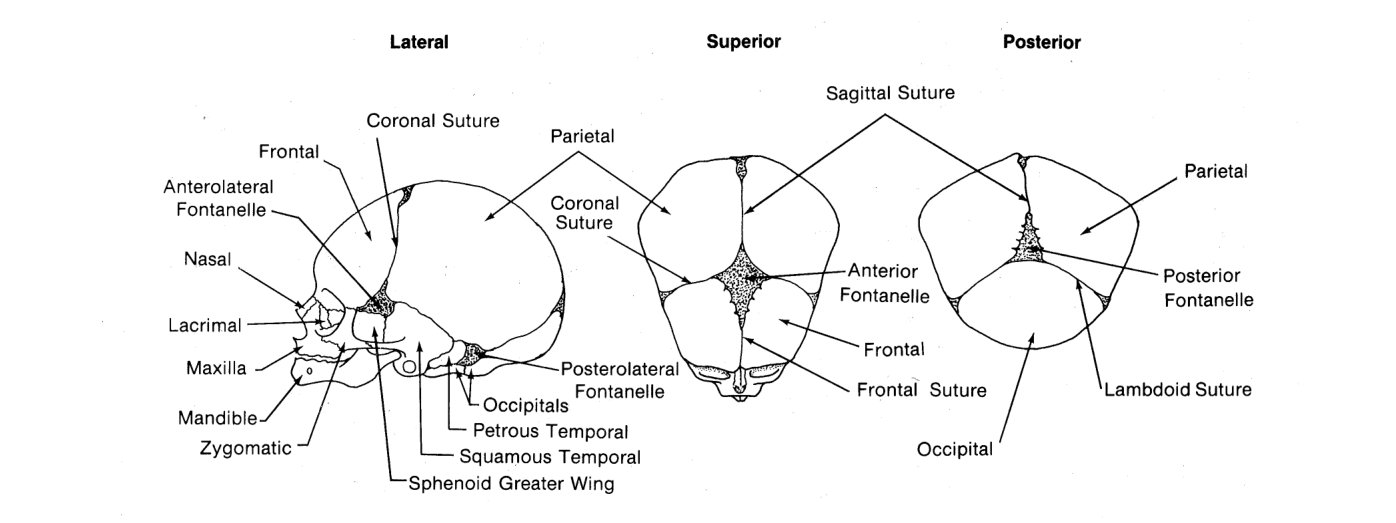 Lateral
Superior
Posterior
Sagittal Suture
Coronal Suture
Parietal
Frontal
Anterolateral
Fontanelle
Nasal
Lacrimal
Maxilla
Mandible
Zygomatic
Posterolateral
Fontanelle
Occipitals
Petrous Temporal
Squamous Temporal
Sphenoid Greater Wing
Coronal
Suture
Anterior
Fontanelle
Frontal
Frontal Suture
Parietal
Posterior
Fontanelle
Lambdoid Suture
Occipital